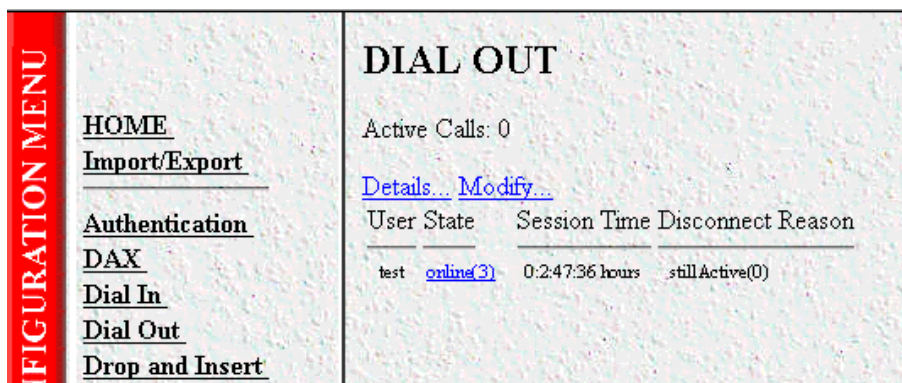 IFIGURATION MENU
HOME
Import/Export
Authentication
DAX
Dial In
Dial Out
Drop and Insert
DIAL OUT
Active Calls: 0
Details... Modify...
User State Session Time Disconnect Reason
test online(3) 0:2:47:36 hours stillActive(0)